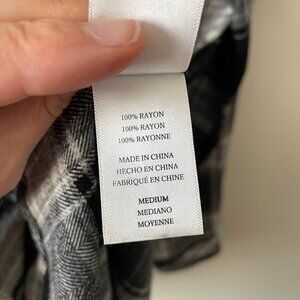 100% RAYON
100% RAYON
100% RAYONNE
MADE IN CHINA
HECHO EN CHINA
FABRIQUÉ EN CHINE
MEDIUM
MEDIANO
MOYENNE